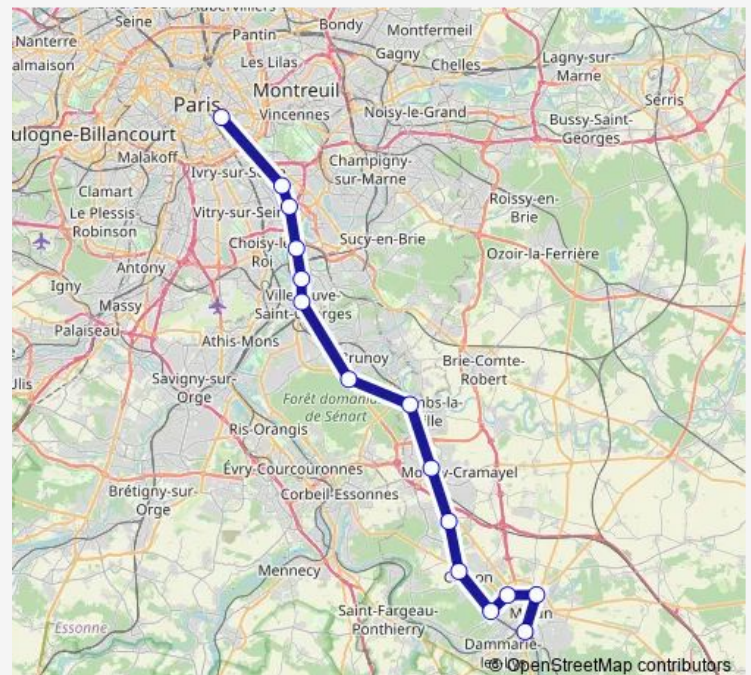 Seine
Pantin
Bondy
Montfermeil
Nanterre
almaison
Les Lilas
Gagny
Chelles
Lagny-sur-
Marne
Paris
Montreuil
Vincennes
Noisy-le-Grand
Serris
ulogne-Billancourt
Bussy-Saint-
Georges
Malakoff
Champigny-
sur-Marne
Clamart
Le Plessis
Robinson
Vitry-sur-Sein
Roissy-en-
Brie
Sucy-en-Brie
Roi
Ozoir-la-Ferrière
Antony
Igny
Massy
Palaiseau
Athis-Mons
Brie-Comte-
Robert
Savigny-sur-
Orge
de Sénart
Ris-Orangis
Évry-Courcouronnes
Corbeil-Essonnes
Brétigny-sur-
Orge
Mennecy
Saint-Fargeau-
Ponthierry
Essonne
Dammarie-
© OpenStreetMap contributors